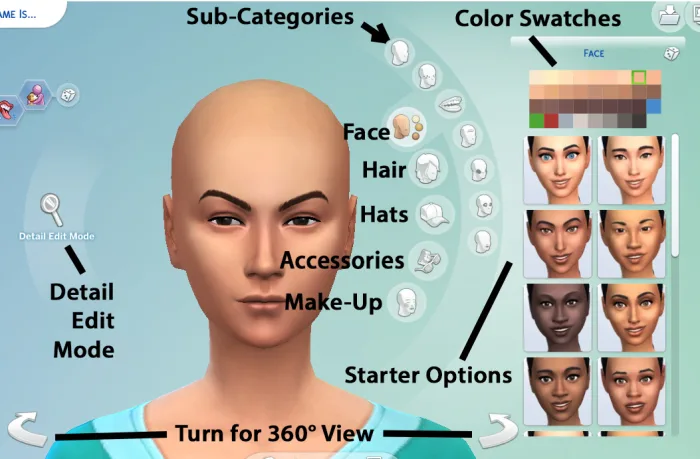 AME IS...
Sub-Categories
Color Swatches
FACE
Face
Hair
Hats
Detail Edit Mode
Accessories
Detail
Edit
Mode
Make-Up
Starter Options
Turn for 360° View